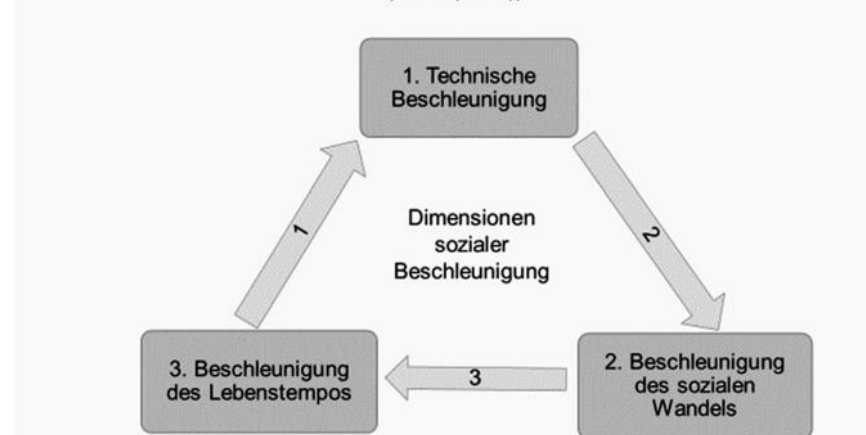 1. Technische
Beschleunigung
1
2
Dimensionen
sozialer
Beschleunigung
3. Beschleunigung
des Lebenstempos
3
2. Beschleunigung
des sozialen
Wandels